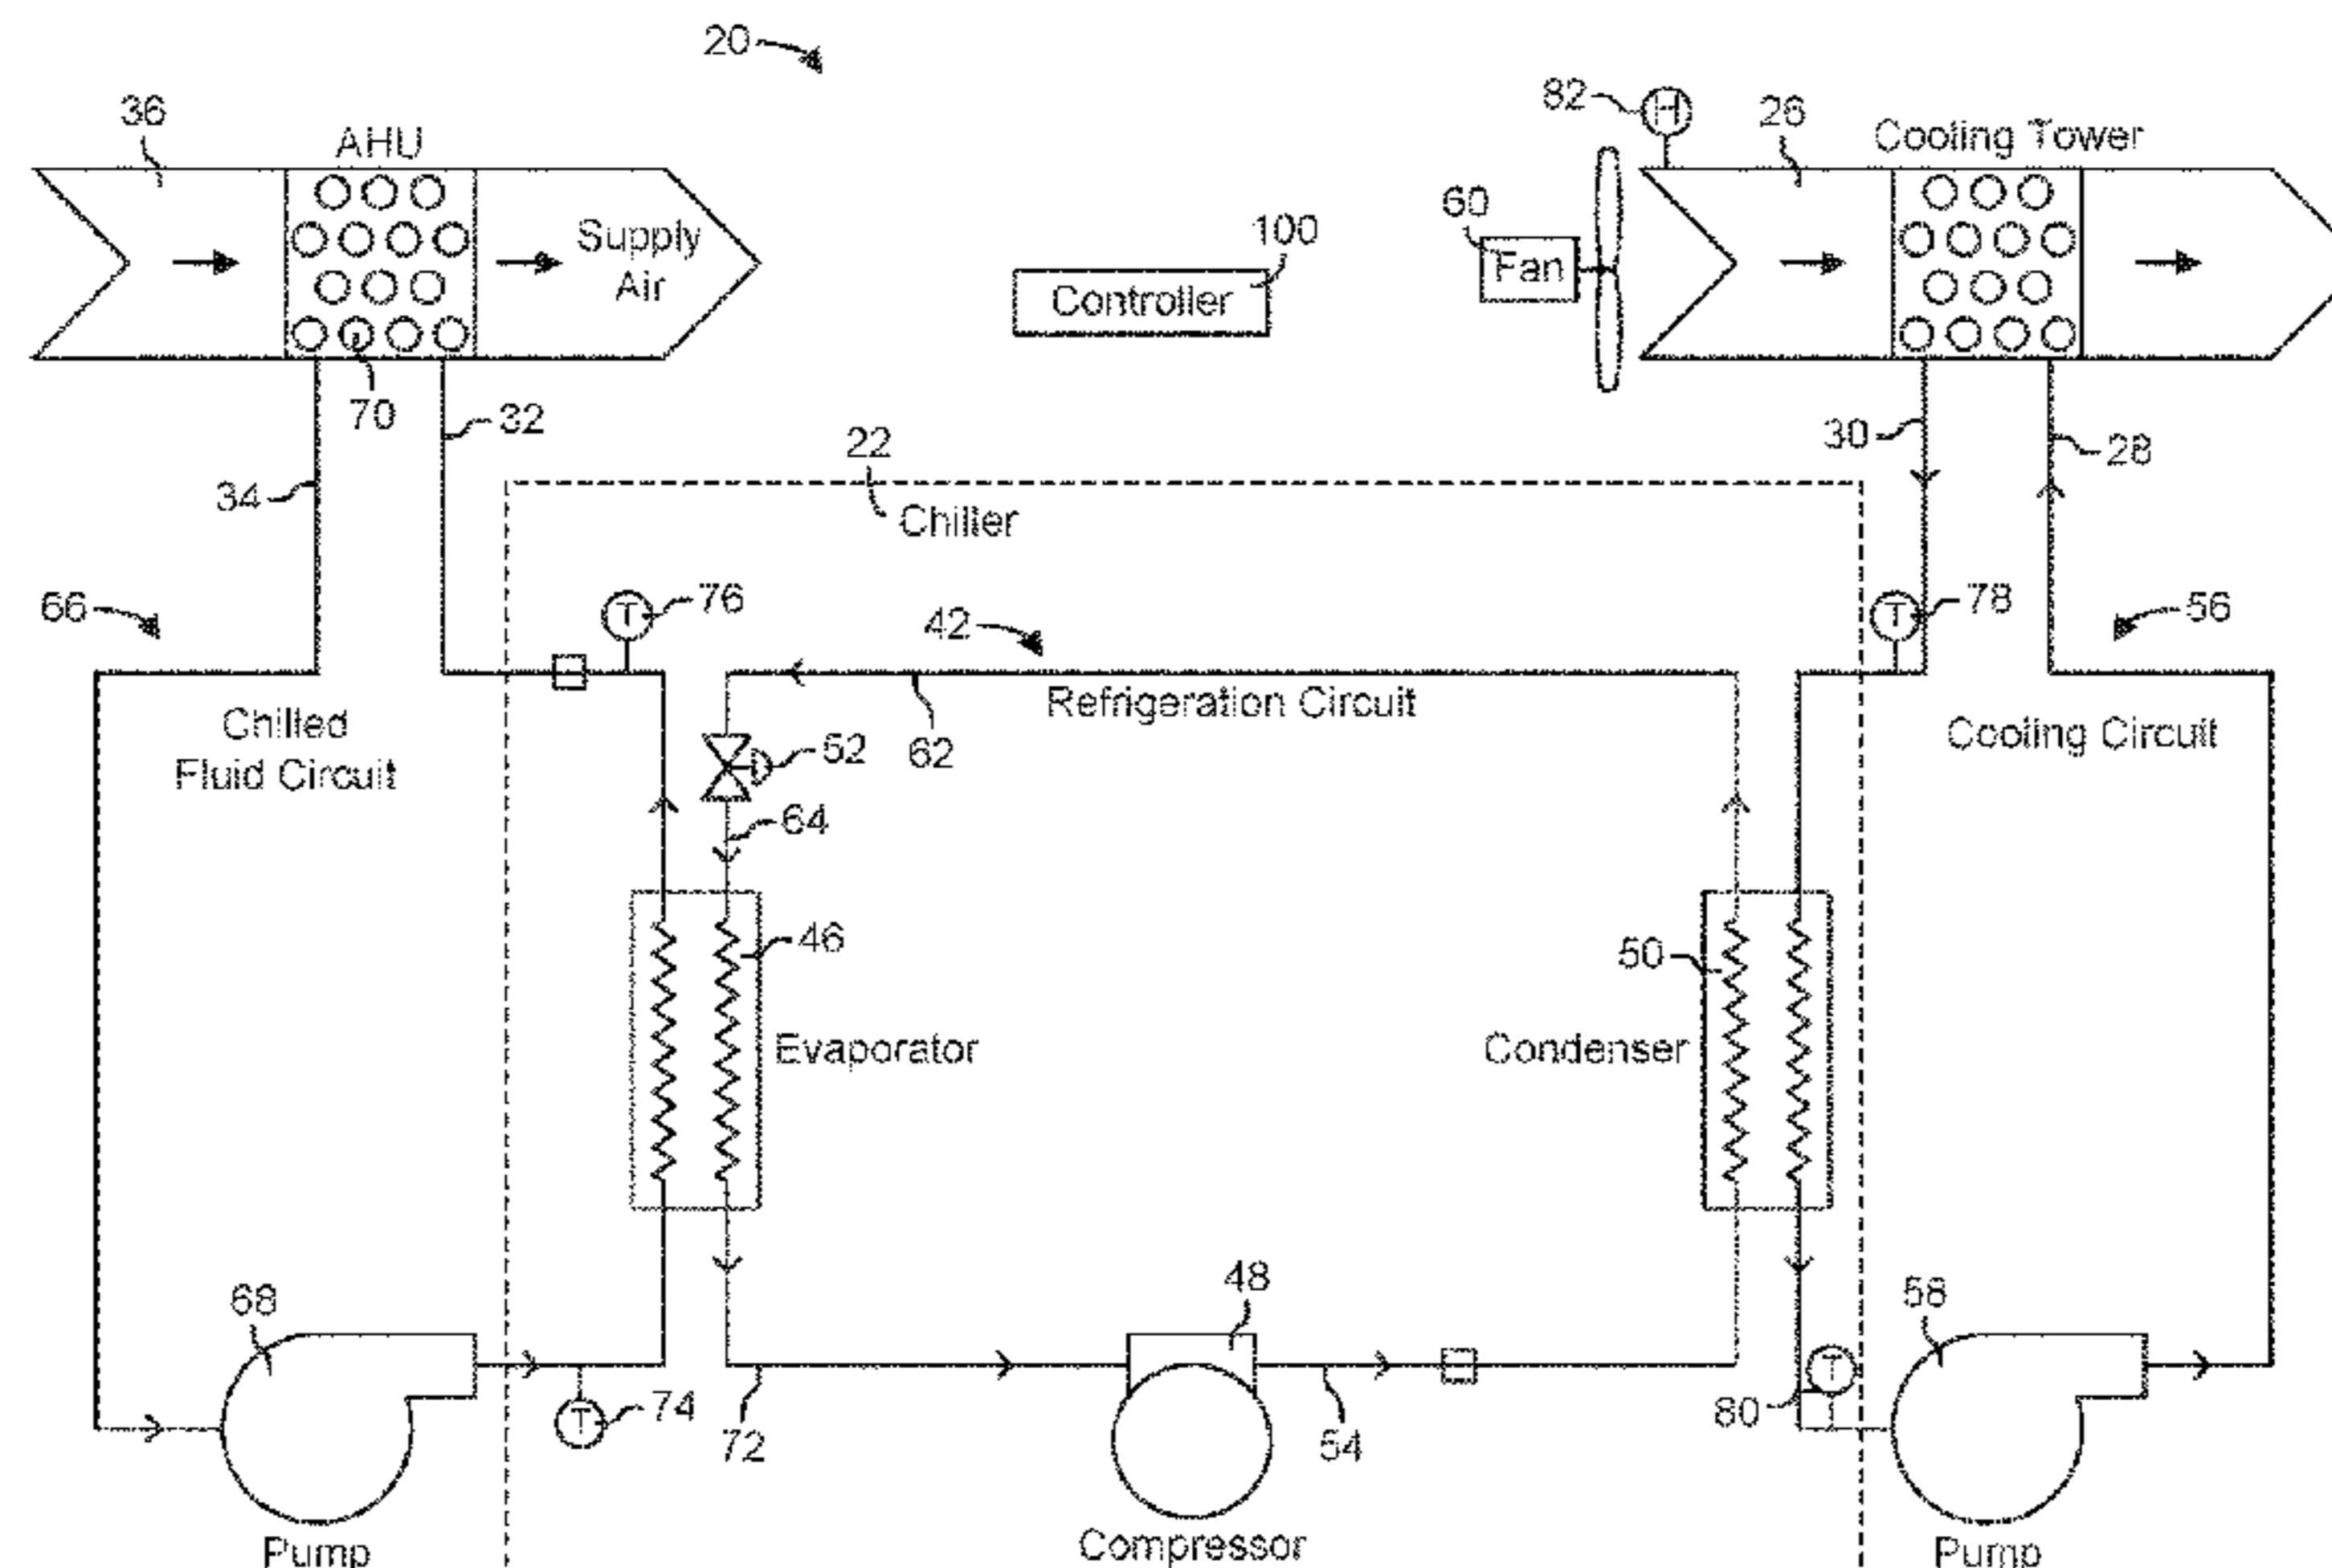 20
36
AHU
82
H
26
Cooling Tower
Supply
Air
100
Controller
60
Fan
70
32
34
22
Chiller
30
28
66
T
76
42
T
78
56
Chilled
Fluid Circuit
52
62
Refrigeration Circuit
Cooling Circuit
64
46
50
Evaporator
Condenser
68
48
58
T
74
72
54
T
80
Pump
Compressor
Pump